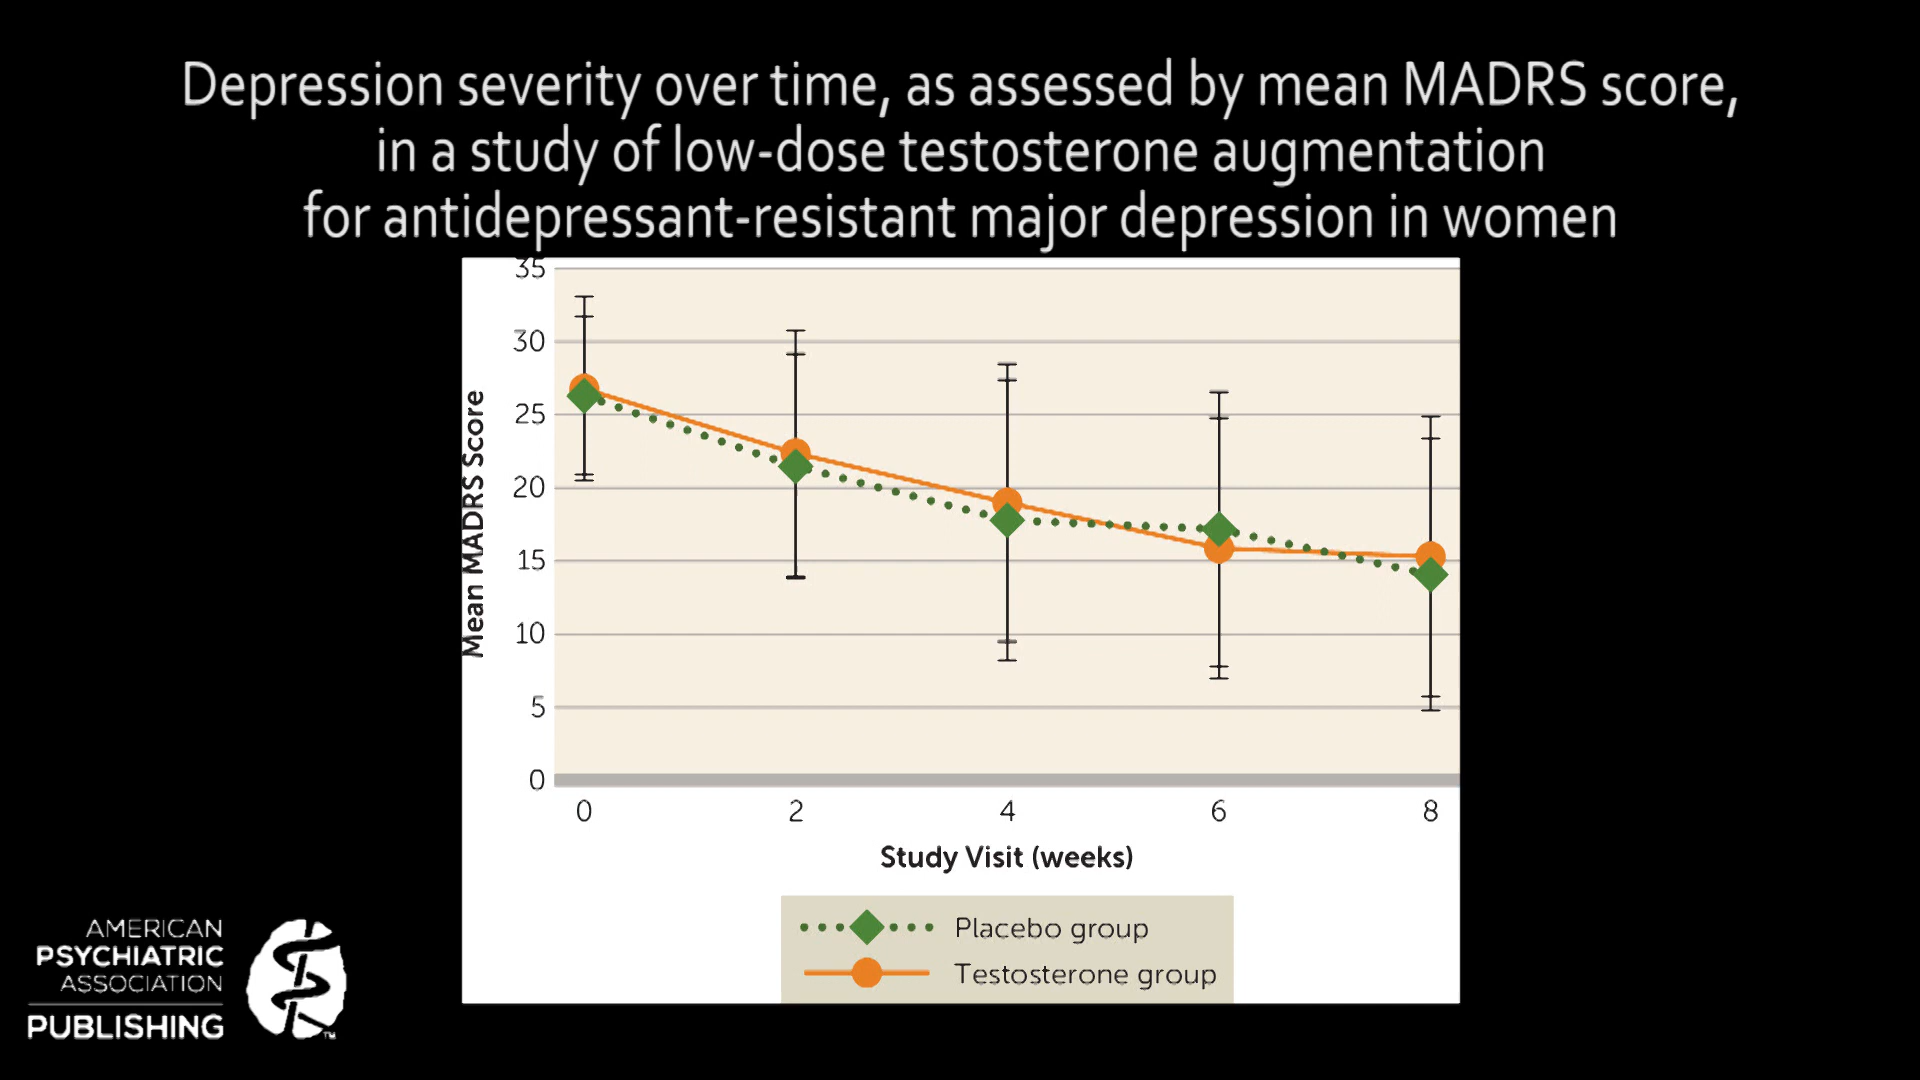 Depression severity over time, as assessed by mean MADRS score,
in a study of low-dose testosterone augmentation
for antidepressant-resistant major depression in women
35
30
25
20
15
10
5
0
Mean MADRS Score
0 2 4 6 8
Study Visit (weeks)
Placebo group
Testosterone group
AMERICAN
PSYCHIATRIC
ASSOCIATION
PUBLISHING
TM